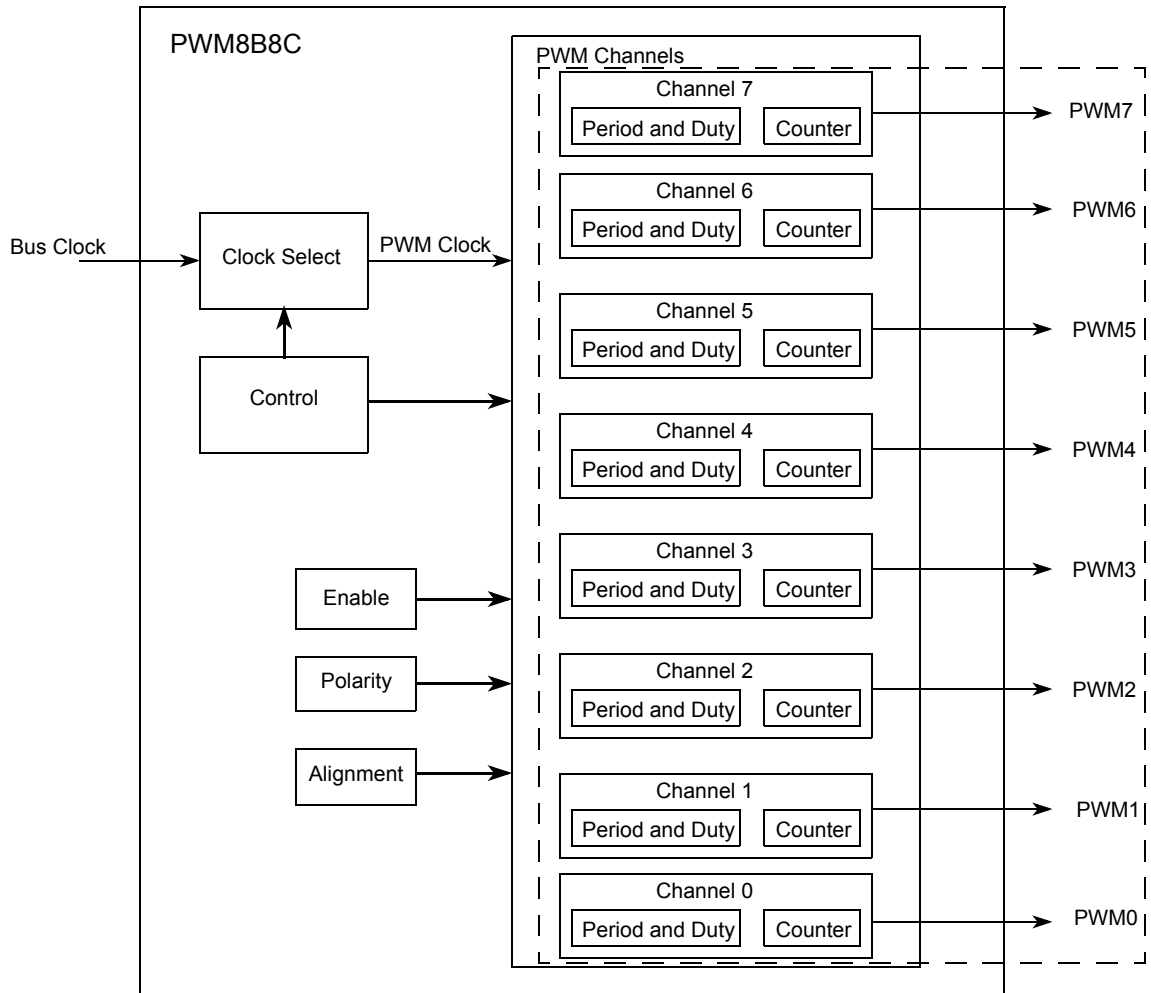 PWM8B8C
PWM Channels
Channel 7
Period and Duty
Counter
PWM7
Channel 6
Period and Duty
Counter
PWM6
Bus Clock
Clock Select
PWM Clock
Channel 5
Period and Duty
Counter
PWM5
Control
Channel 4
Period and Duty
Counter
PWM4
Channel 3
Period and Duty
Counter
PWM3
Enable
Channel 2
Period and Duty
Counter
PWM2
Polarity
Alignment
Channel 1
Period and Duty
Counter
PWM1
Channel 0
Period and Duty
Counter
PWM0